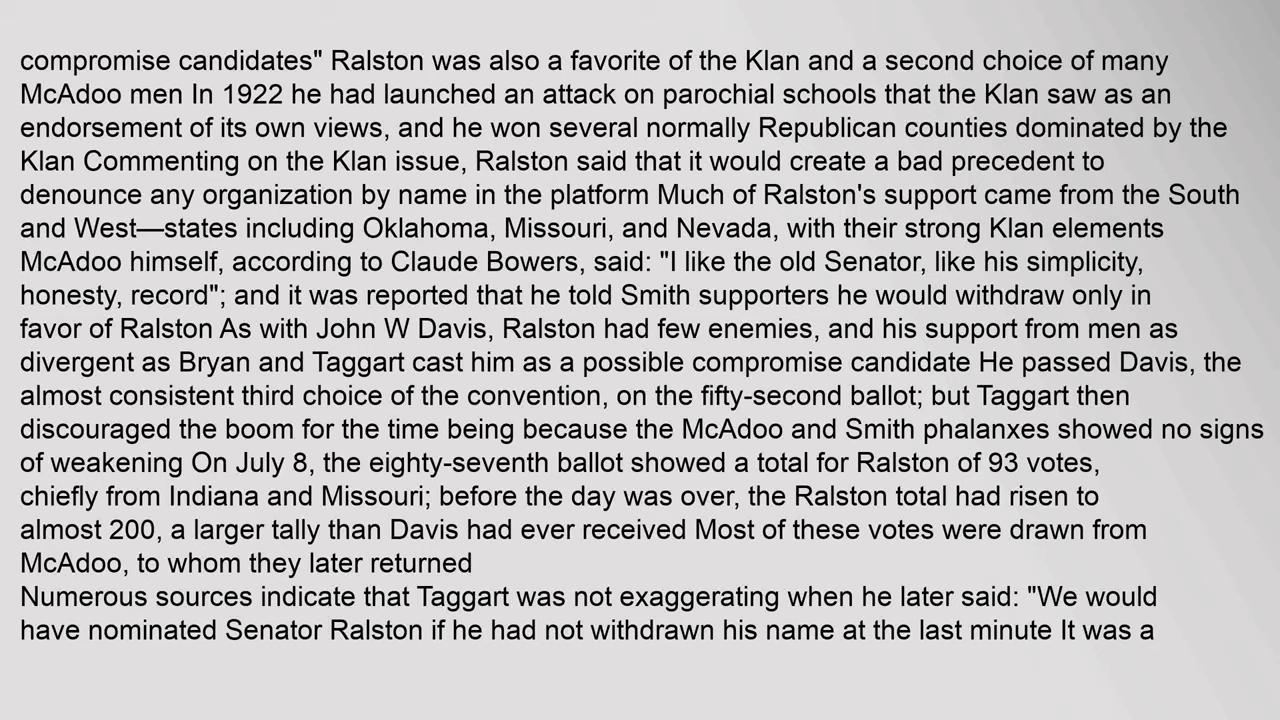 compromise candidates" Ralston was also a favorite of the Klan and a second choice of many
McAdoo men In 1922 he had launched an attack on parochial schools that the Klan saw as an
endorsement of its own views, and he won several normally Republican counties dominated by the
Klan Commenting on the Klan issue, Ralston said that it would create a bad precedent to
denounce any organization by name in the platform Much of Ralston's support came from the South
and West—states including Oklahoma, Missouri, and Nevada, with their strong Klan elements
McAdoo himself, according to Claude Bowers, said: "I like the old Senator, like his simplicity,
honesty, record"; and it was reported that he told Smith supporters he would withdraw only in
favor of Ralston As with John W Davis, Ralston had few enemies, and his support from men as
divergent as Bryan and Taggart cast him as a possible compromise candidate He passed Davis, the
almost consistent third choice of the convention, on the fifty-second ballot; but Taggart then
discouraged the boom for the time being because the McAdoo and Smith phalanxes showed no signs
of weakening On July 8, the eighty-seventh ballot showed a total for Ralston of 93 votes,
chiefly from Indiana and Missouri; before the day was over, the Ralston total had risen to
almost 200, a larger tally than Davis had ever received Most of these votes were drawn from
McAdoo, to whom they later returned
Numerous sources indicate that Taggart was not exaggerating when he later said: "We would
have nominated Senator Ralston if he had not withdrawn his name at the last minute It was a